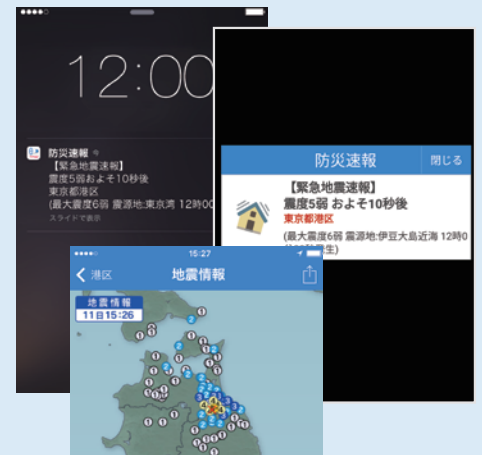 12:00
防災速報
【緊急地震速報】
震度5弱およそ10秒後
東京都港区
(最大震度6弱 震源地:東京湾 12時00
スライドで表示
防災速報
閉じる
【緊急地震速報】
震度5弱 およそ10秒後
東京都港区
(最大震度6弱 震源地:伊豆大島近海 12時0
生)
15:27
港区
地震情報
地震情報
11日15:26